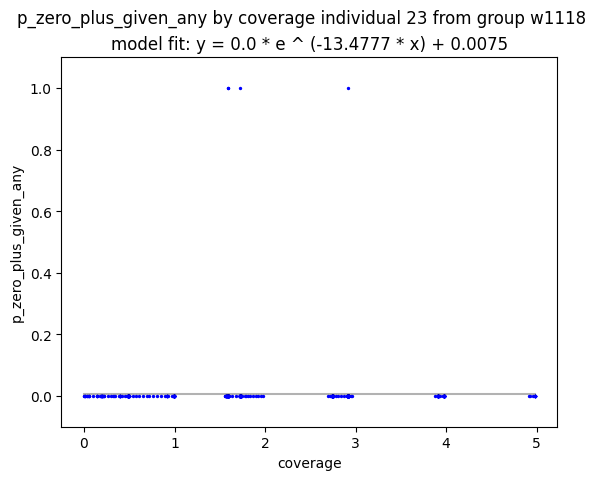 p_zero_plus_given_any by coverage individual 23 from group w1118
model fit: y = 0.0 * e ^ (-13.4777 * x) + 0.0075
1.0
0.8
0.6
0.4
0.2
0.0
p_zero_plus_given_any
0 1 2 3 4 5
coverage